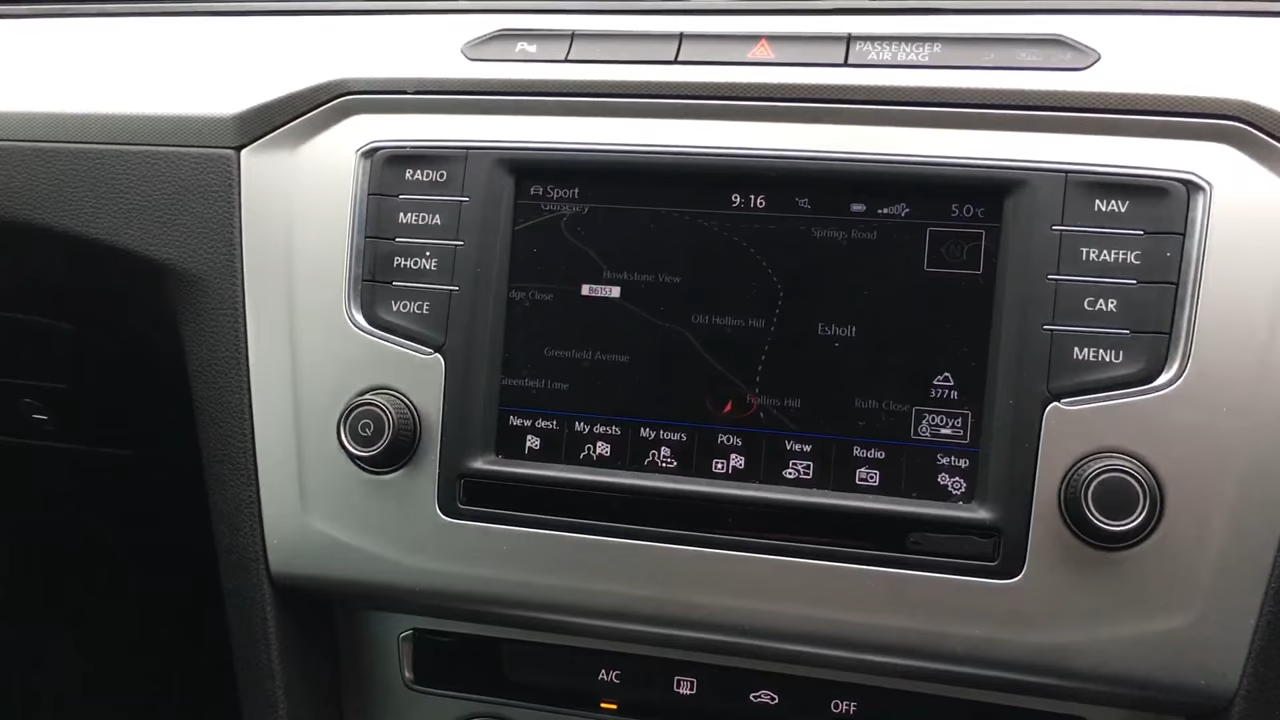 PASSENGER
AIR BAG
RADIO
MEDIA
PHONE
VOICE
NAV
TRAFFIC
CAR
MENU
Sport
9:16
5.0°C
Guiseley
Springs Road
N
Hawkstone View
B6153
dge Close
Old Hollins Hill
Esholt
Greenfield Avenue
Greenfield Lane
Hollins Hill
Ruth Close
377 ft
200yd
A
New dest.
My dests
My tours
POIs
View
Radio
Setup
A/C
OFF